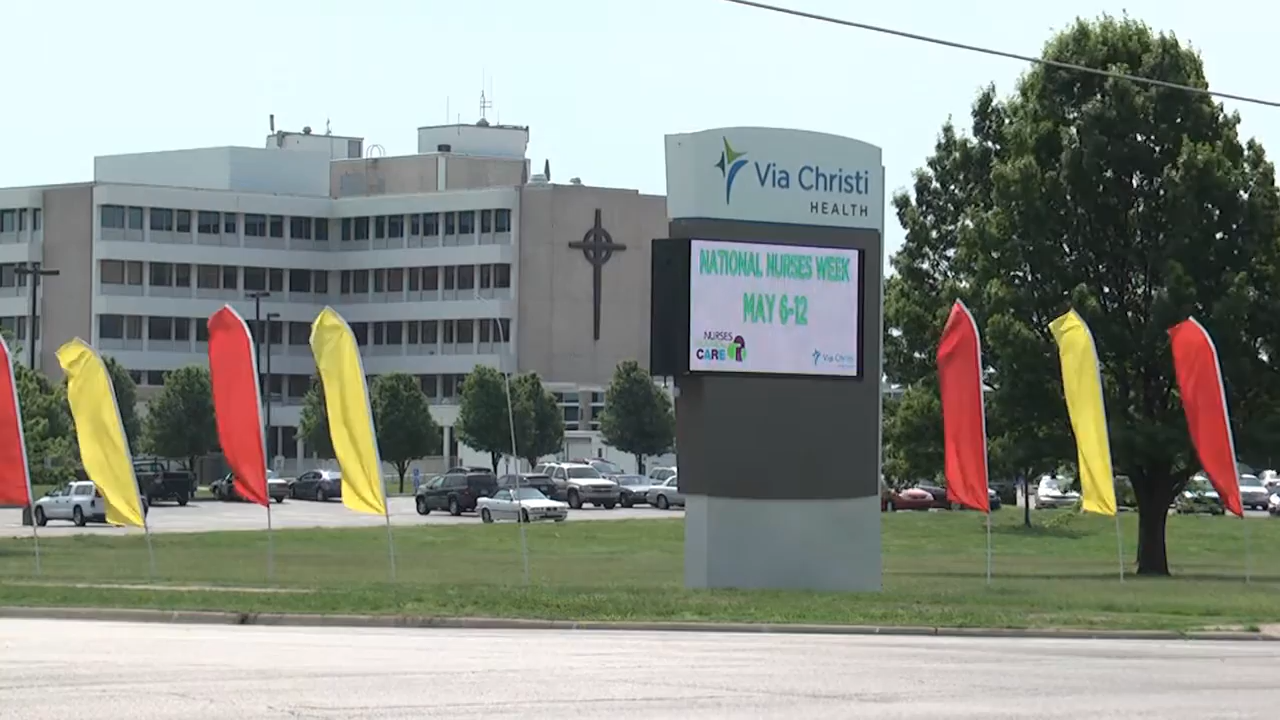 Via Christi
HEALTH
NATIONAL NURSES WEEK
MAY 6-12
NURSES
CARE
Via Christi